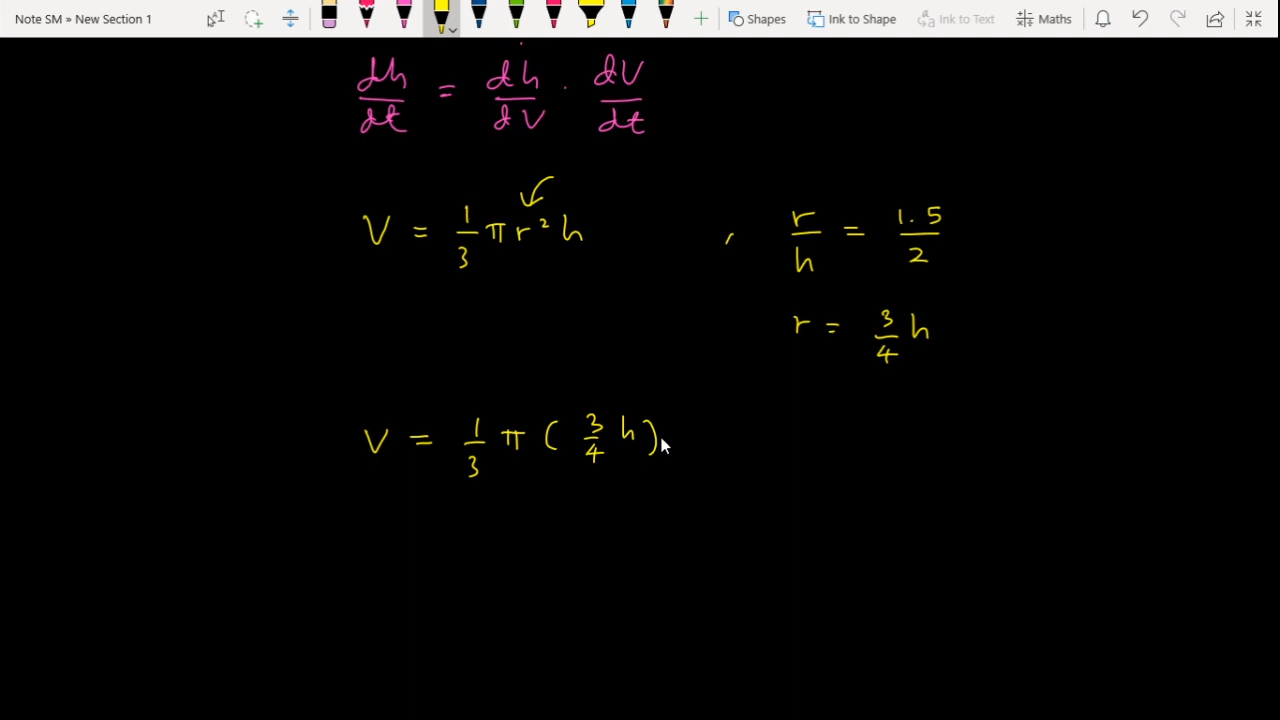 Note SM » New Section 1 Shapes Ink to Shape Ink to Text Maths
dh/dt = dh/dV · dV/dt
V = 1/3 π r² h , r/h = 1.5/2
r = 3/4 h
V = 1/3 π ( 3/4 h )